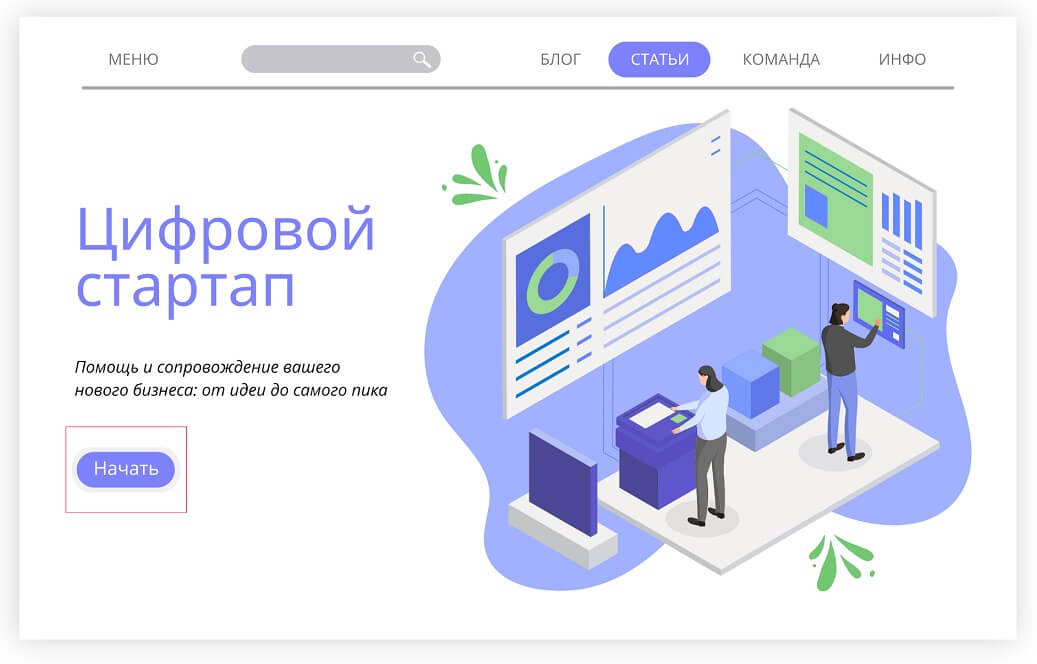 МЕНЮ
БЛОГ
СТАТЬИ
КОМАНДА
ИНФО
Цифровой
стартап
Помощь и сопровождение вашего
нового бизнеса: от идеи до самого пика
Начать